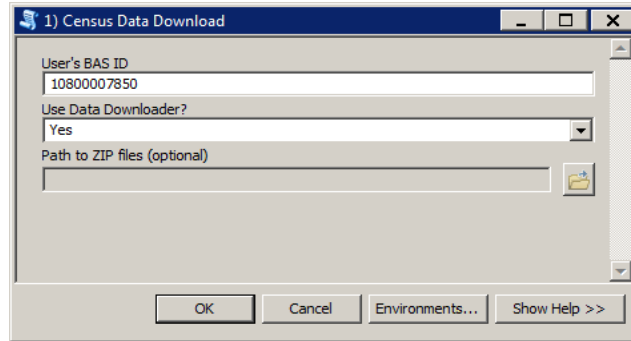 1) Census Data Download
User's BAS ID
10800007850
Use Data Downloader?
Yes
Path to ZIP files (optional)
OK Cancel Environments... Show Help >>